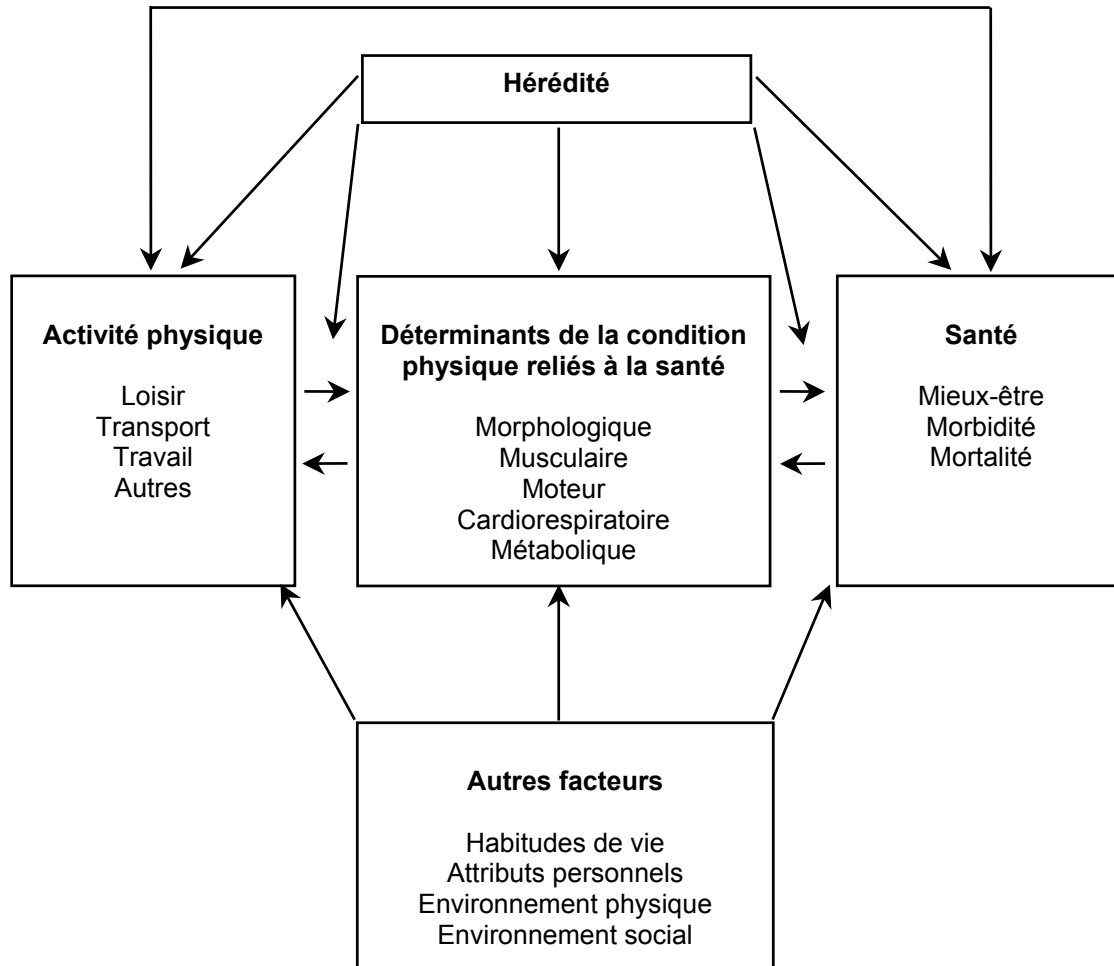 Hérédité
Activité physique
Loisir
Transport
Travail
Autres
Déterminants de la condition
physique reliés à la santé
Morphologique
Musculaire
Moteur
Cardiorespiratoire
Métabolique
Santé
Mieux-être
Morbidité
Mortalité
Autres facteurs
Habitudes de vie
Attributs personnels
Environnement physique
Environnement social